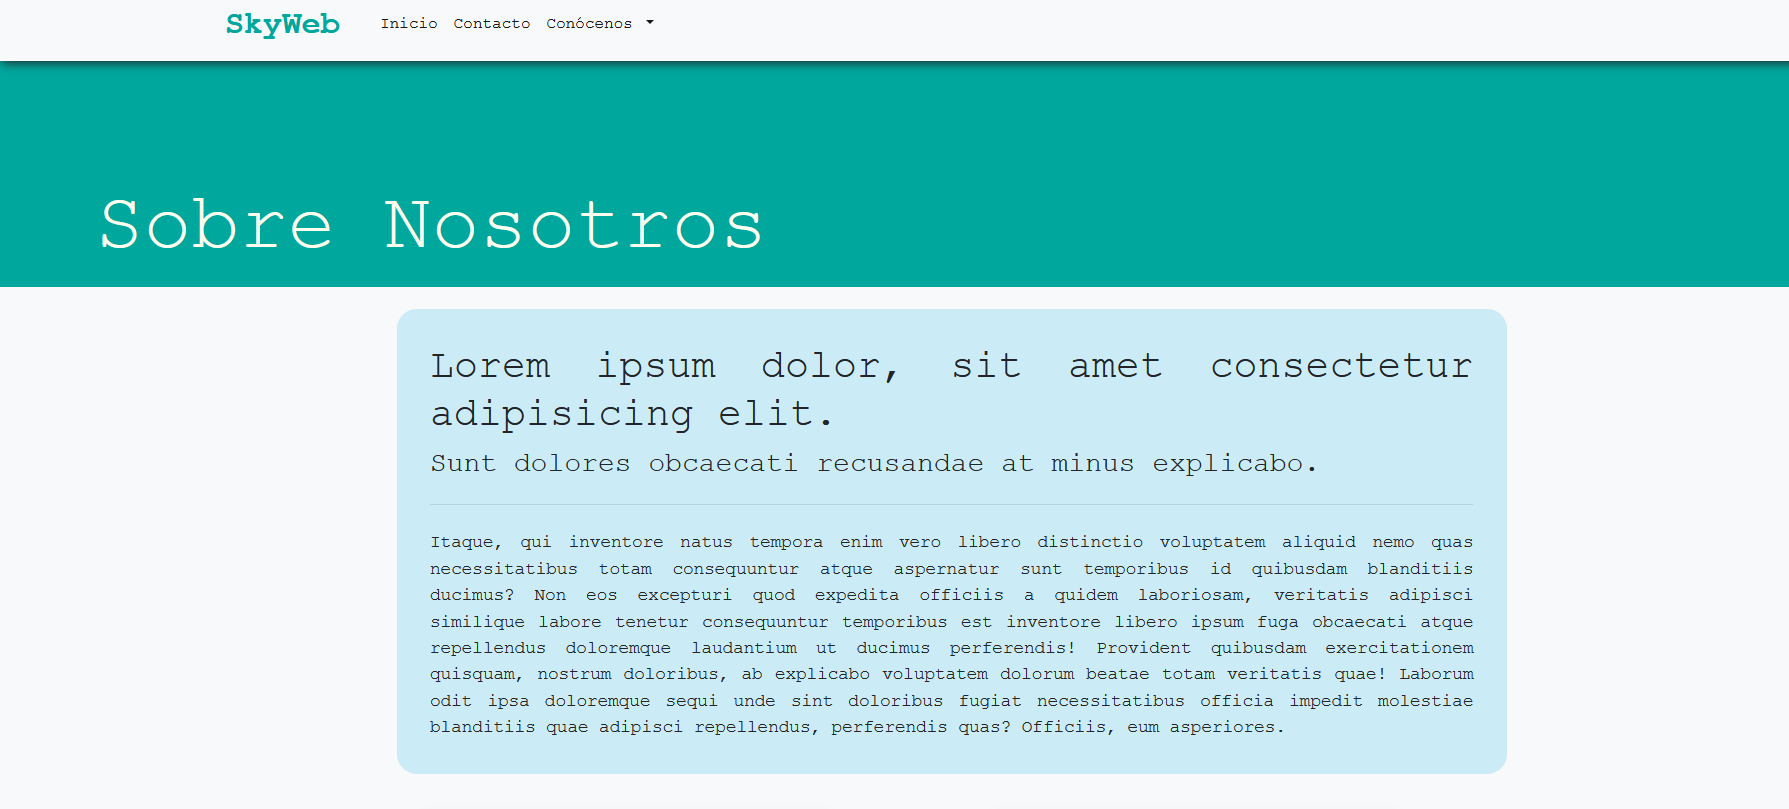 SkyWeb Inicio Contacto Conócenos
Sobre Nosotros
Lorem ipsum dolor, sit amet consectetur
adipisicing elit.
Sunt dolores obcaecati recusandae at minus explicabo.
Itaque, qui inventore natus tempora enim vero libero distinctio voluptatem aliquid nemo quas
necessitatibus totam consequuntur atque aspernatur sunt temporibus id quibusdam blanditiis
ducimus? Non eos excepturi quod expedita officiis a quidem laboriosam, veritatis adipisci
similique labore tenetur consequuntur temporibus est inventore libero ipsum fuga obcaecati atque
repellendus doloremque laudantium ut ducimus perferendis! Provident quibusdam exercitationem
quisquam, nostrum doloribus, ab explicabo voluptatem dolorum beatae totam veritatis quae! Laborum
odit ipsa doloremque sequi unde sint doloribus fugiat necessitatibus officia impedit molestiae
blanditiis quae adipisci repellendus, perferendis quas? Officiis, eum asperiores.